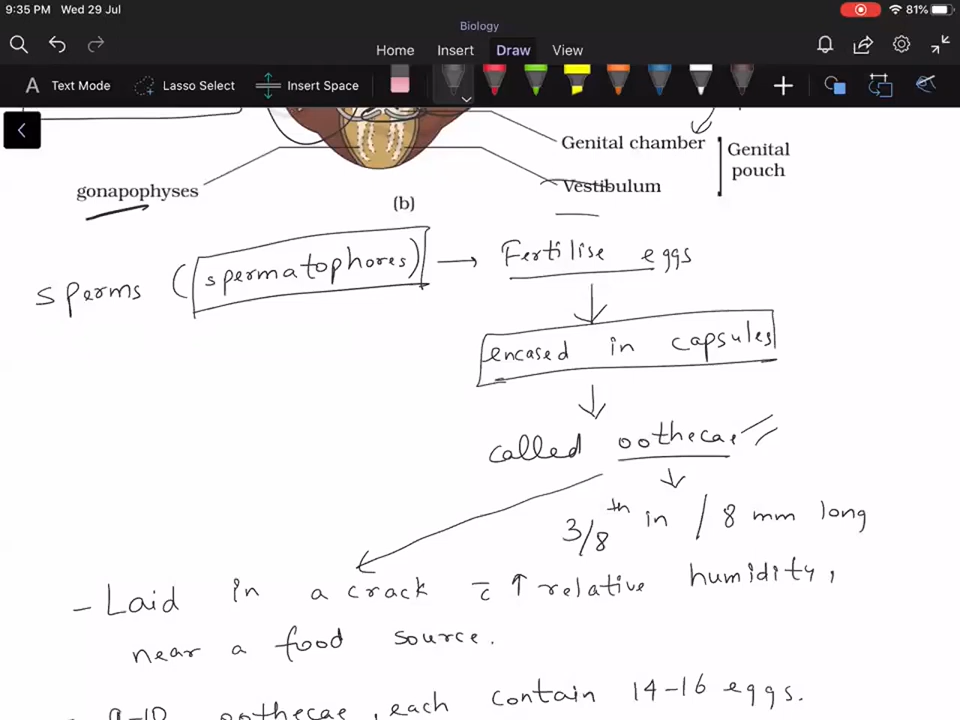 9:35 PM Wed 29 Jul
81%
Biology
Home Insert Draw View
Text Mode Lasso Select Insert Space
Genital chamber
Genital
pouch
gonapophyses
Vestibulum
(b)
sperms (spermatophores) → Fertilise eggs
encased in capsules
called oothecae
3/8th in / 8 mm long
- Laid in a crack c̄ ↑ relative humidity,
near a food source.
- 9-10 oothecae, each contain 14-16 eggs.